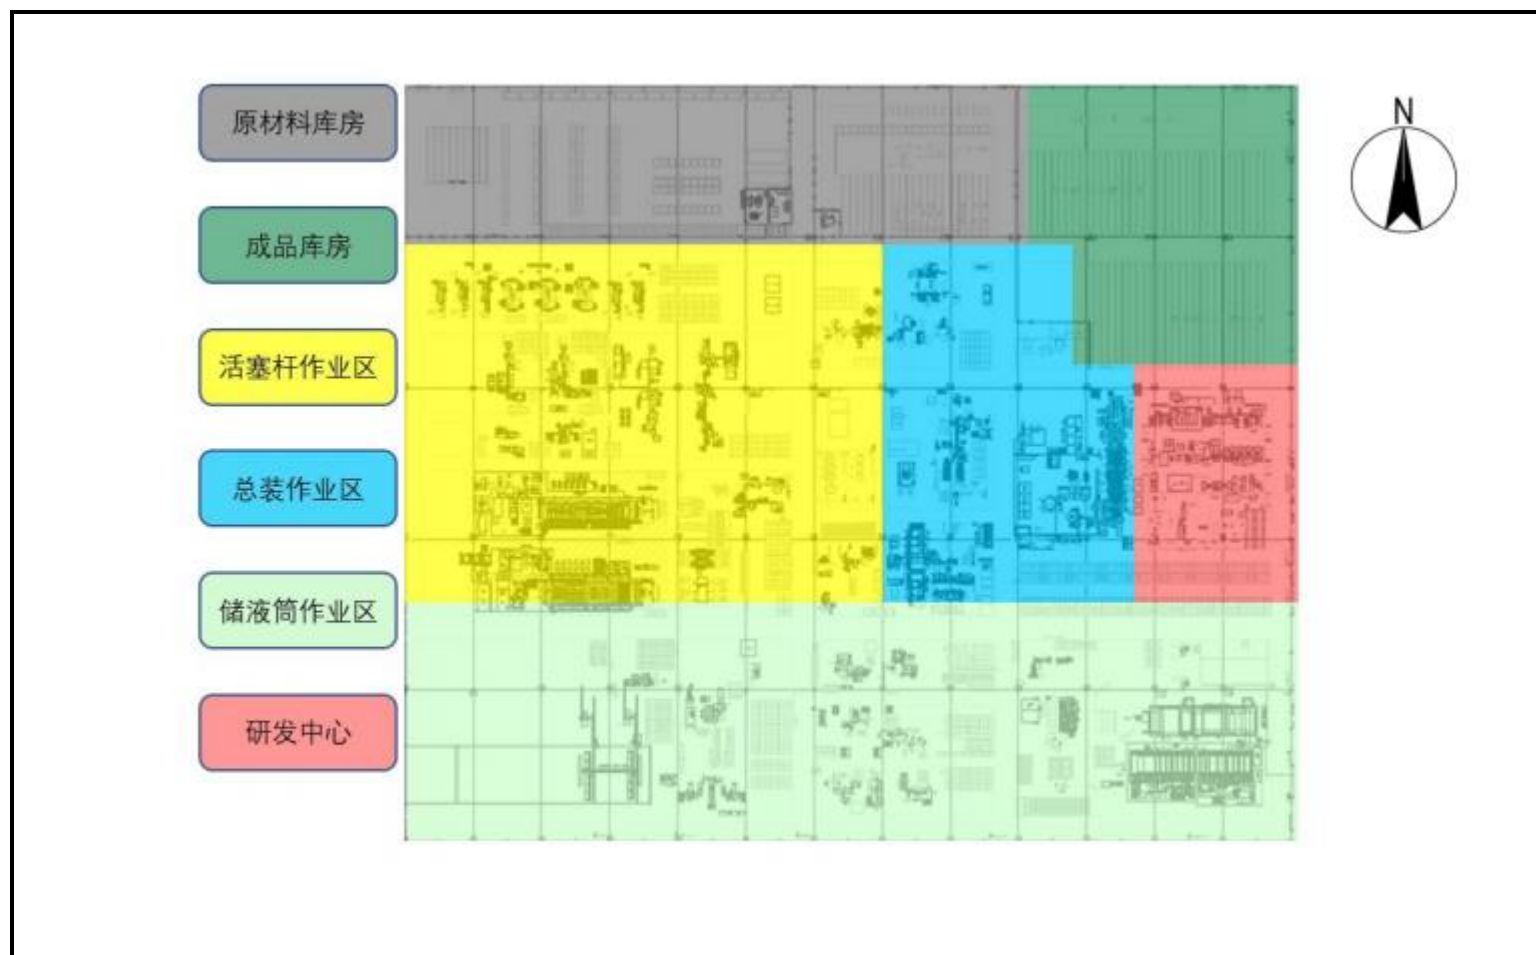 原材料库房
N
成品库房
活塞杆作业区
总装作业区
储液筒作业区
研发中心